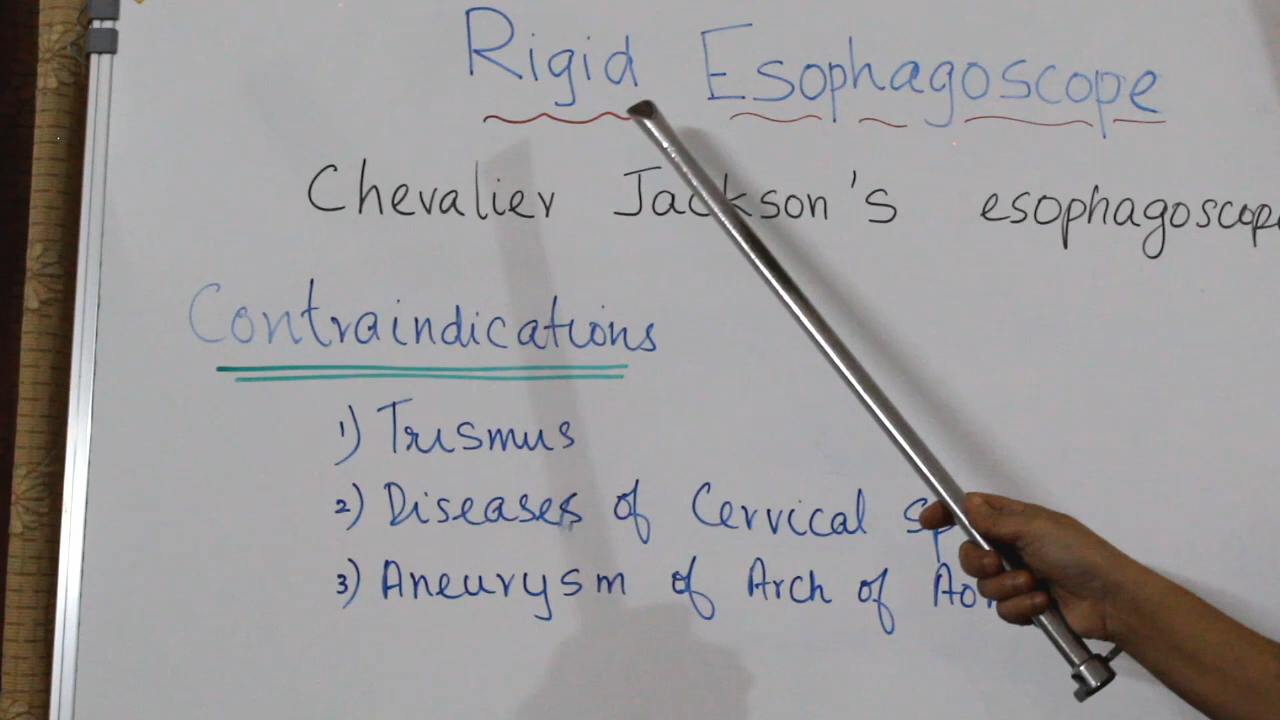 Rigid Esophagoscope
Chevalier Jackson's esophagoscope
Contraindications
1) Trismus
2) Diseases of Cervical
3) Aneurysm of Arch of